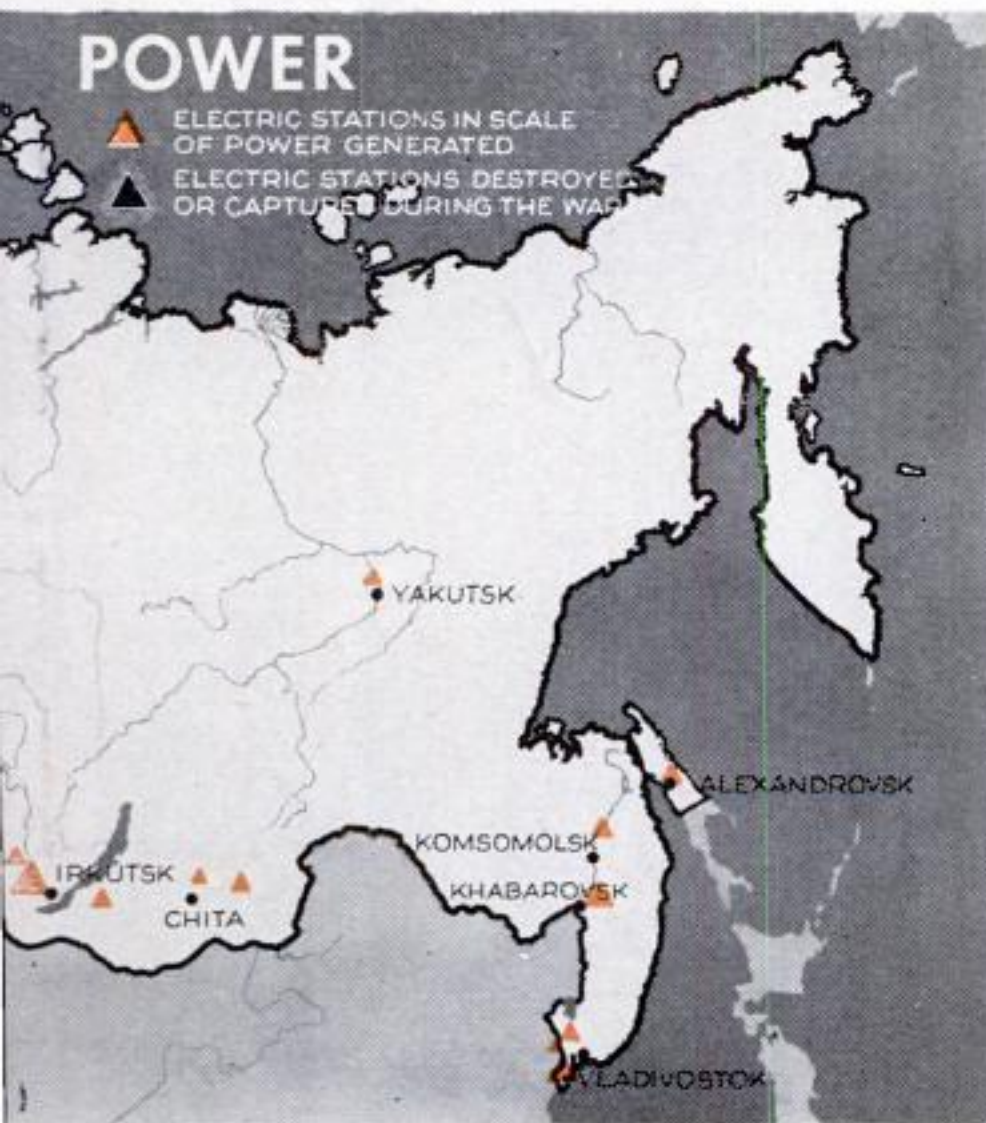 POWER
ELECTRIC STATIONS IN SCALE
OF POWER GENERATED
ELECTRIC STATIONS DESTROYED
OR CAPTURED DURING THE WAR
YAKUTSK
ALEXANDROVSK
KOMSOMOLSK
IRKUTSK
KHABAROVSK
CHITA
VLADIVOSTOK